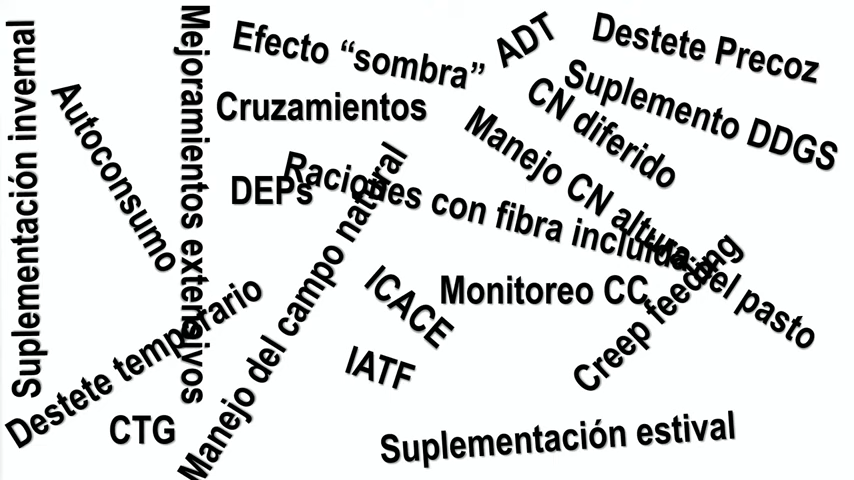 Suplementación invernal
Autoconsumo
Mejoramientos extensivos
Efecto “sombra”
ADT
Destete Precoz
Suplemento DDGS
CN diferido
Cruzamientos
Manejo CN altura del pasto
DEPs
Raciones con fibra incluida
Manejo del campo natural
ICACE
Monitoreo CC
Creep feeding
Destete temporario
IATF
CTG
Suplementación estival